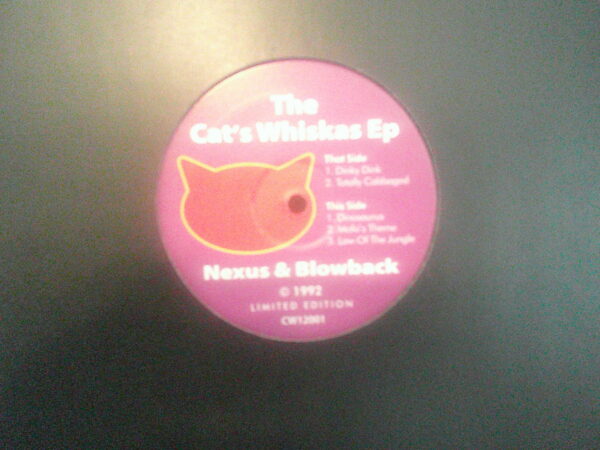 The
Cat's Whiskas Ep
That Side
1. Dinky Dink
2. Totally Cabbaged
This Side
1. Dinosaurus
2. Mofo's Theme
3. Law Of The Jungle
Nexus & Blowback
© 1992
LIMITED EDITION
CW12001